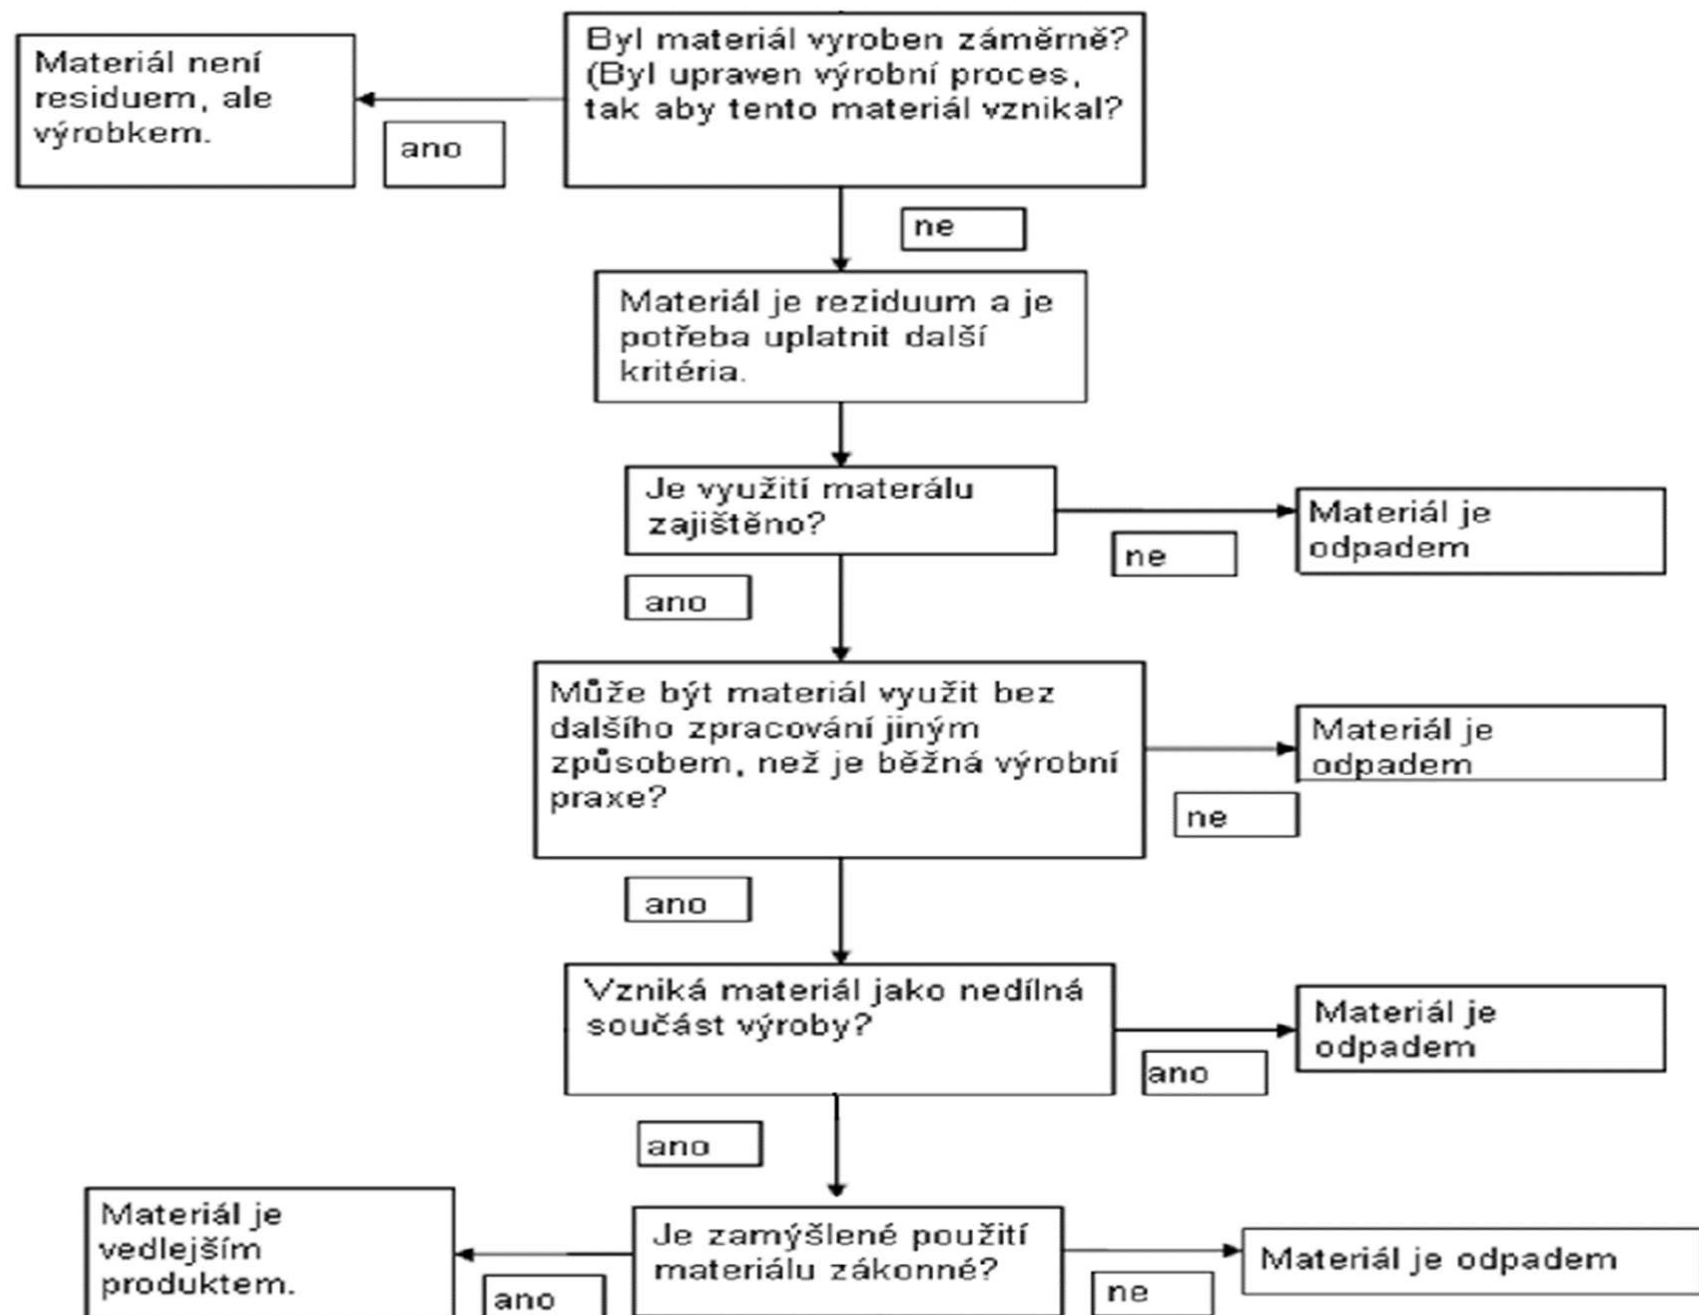 Byl materiál vyroben záměrně?
(Byl upraven výrobní proces,
tak aby tento materiál vznikal?
Materiál není
residuem, ale
výrobkem.
ano
ne
Materiál je reziduum a je
potřeba uplatnit další
kritéria.
Je využití materálu
zajištěno?
Materiál je
odpadem
ne
ano
Může být materiál využit bez
dalšího zpracování jiným
způsobem, než je běžná výrobní
praxe?
Materiál je
odpadem
ne
ano
Vzniká materiál jako nedílná
součást výroby?
Materiál je
odpadem
ano
ano
Materiál je
vedlejším
produktem.
ano
Je zamýšlené použití
materiálu zákonné?
ne
Materiál je odpadem